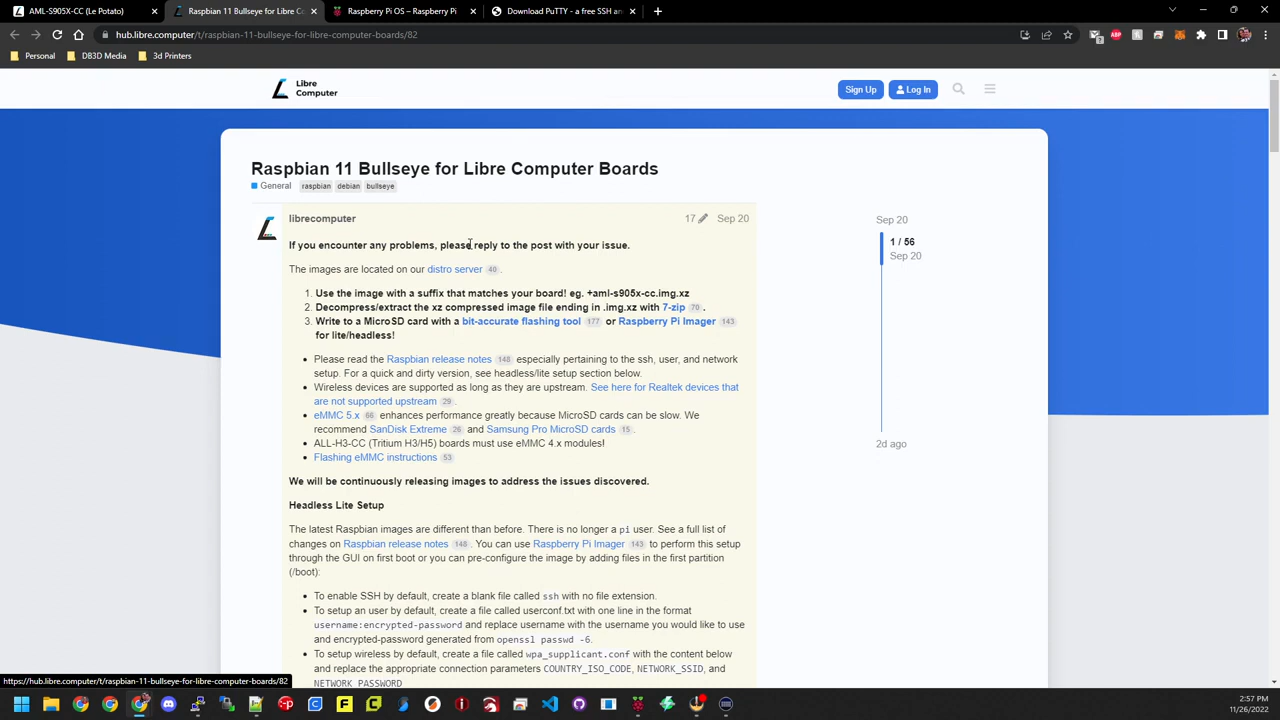 AML-S905X-CC (Le Potato)
Raspbian 11 Bullseye for Libre Co
Raspberry Pi OS – Raspberry Pi
Download PuTTY - a free SSH and
hub.libre.computer/t/raspbian-11-bullseye-for-libre-computer-boards/82
Personal
DB3D Media
3d Printers
Libre
Computer
Sign Up
Log In
Raspbian 11 Bullseye for Libre Computer Boards
General raspbian debian bullseye
librecomputer
17
Sep 20
If you encounter any problems, please reply to the post with your issue.
The images are located on our distro server 40 .
1. Use the image with a suffix that matches your board! eg. +aml-s905x-cc.img.xz
2. Decompress/extract the xz compressed image file ending in .img.xz with 7-zip 70 .
3. Write to a MicroSD card with a bit-accurate flashing tool 177 or Raspberry Pi Imager 143
for lite/headless!
• Please read the Raspbian release notes 148 especially pertaining to the ssh, user, and network
setup. For a quick and dirty version, see headless/lite setup section below.
• Wireless devices are supported as long as they are upstream. See here for Realtek devices that
are not supported upstream 29 .
• eMMC 5.x 66 enhances performance greatly because MicroSD cards can be slow. We
recommend SanDisk Extreme 26 and Samsung Pro MicroSD cards 15 .
• ALL-H3-CC (Tritium H3/H5) boards must use eMMC 4.x modules!
• Flashing eMMC instructions 53
We will be continuously releasing images to address the issues discovered.
Headless Lite Setup
The latest Raspbian images are different than before. There is no longer a pi user. See a full list of
changes on Raspbian release notes 148 . You can use Raspberry Pi Imager 143 to perform this setup
through the GUI on first boot or you can pre-configure the image by adding files in the first partition
(/boot):
• To enable SSH by default, create a blank file called ssh with no file extension.
• To setup an user by default, create a file called userconf.txt with one line in the format
username:encrypted-password and replace username with the username you would like to use
and encrypted-password generated from openssl passwd -6.
• To setup wireless by default, create a file called wpa_supplicant.conf with the content below
and replace the appropriate connection parameters COUNTRY_ISO_CODE, NETWORK_SSID, and
NETWORK_PASSWORD
Sep 20
1 / 56
Sep 20
2d ago
https://hub.libre.computer/t/raspbian-11-bullseye-for-libre-computer-boards/82
2:57 PM
11/26/2022